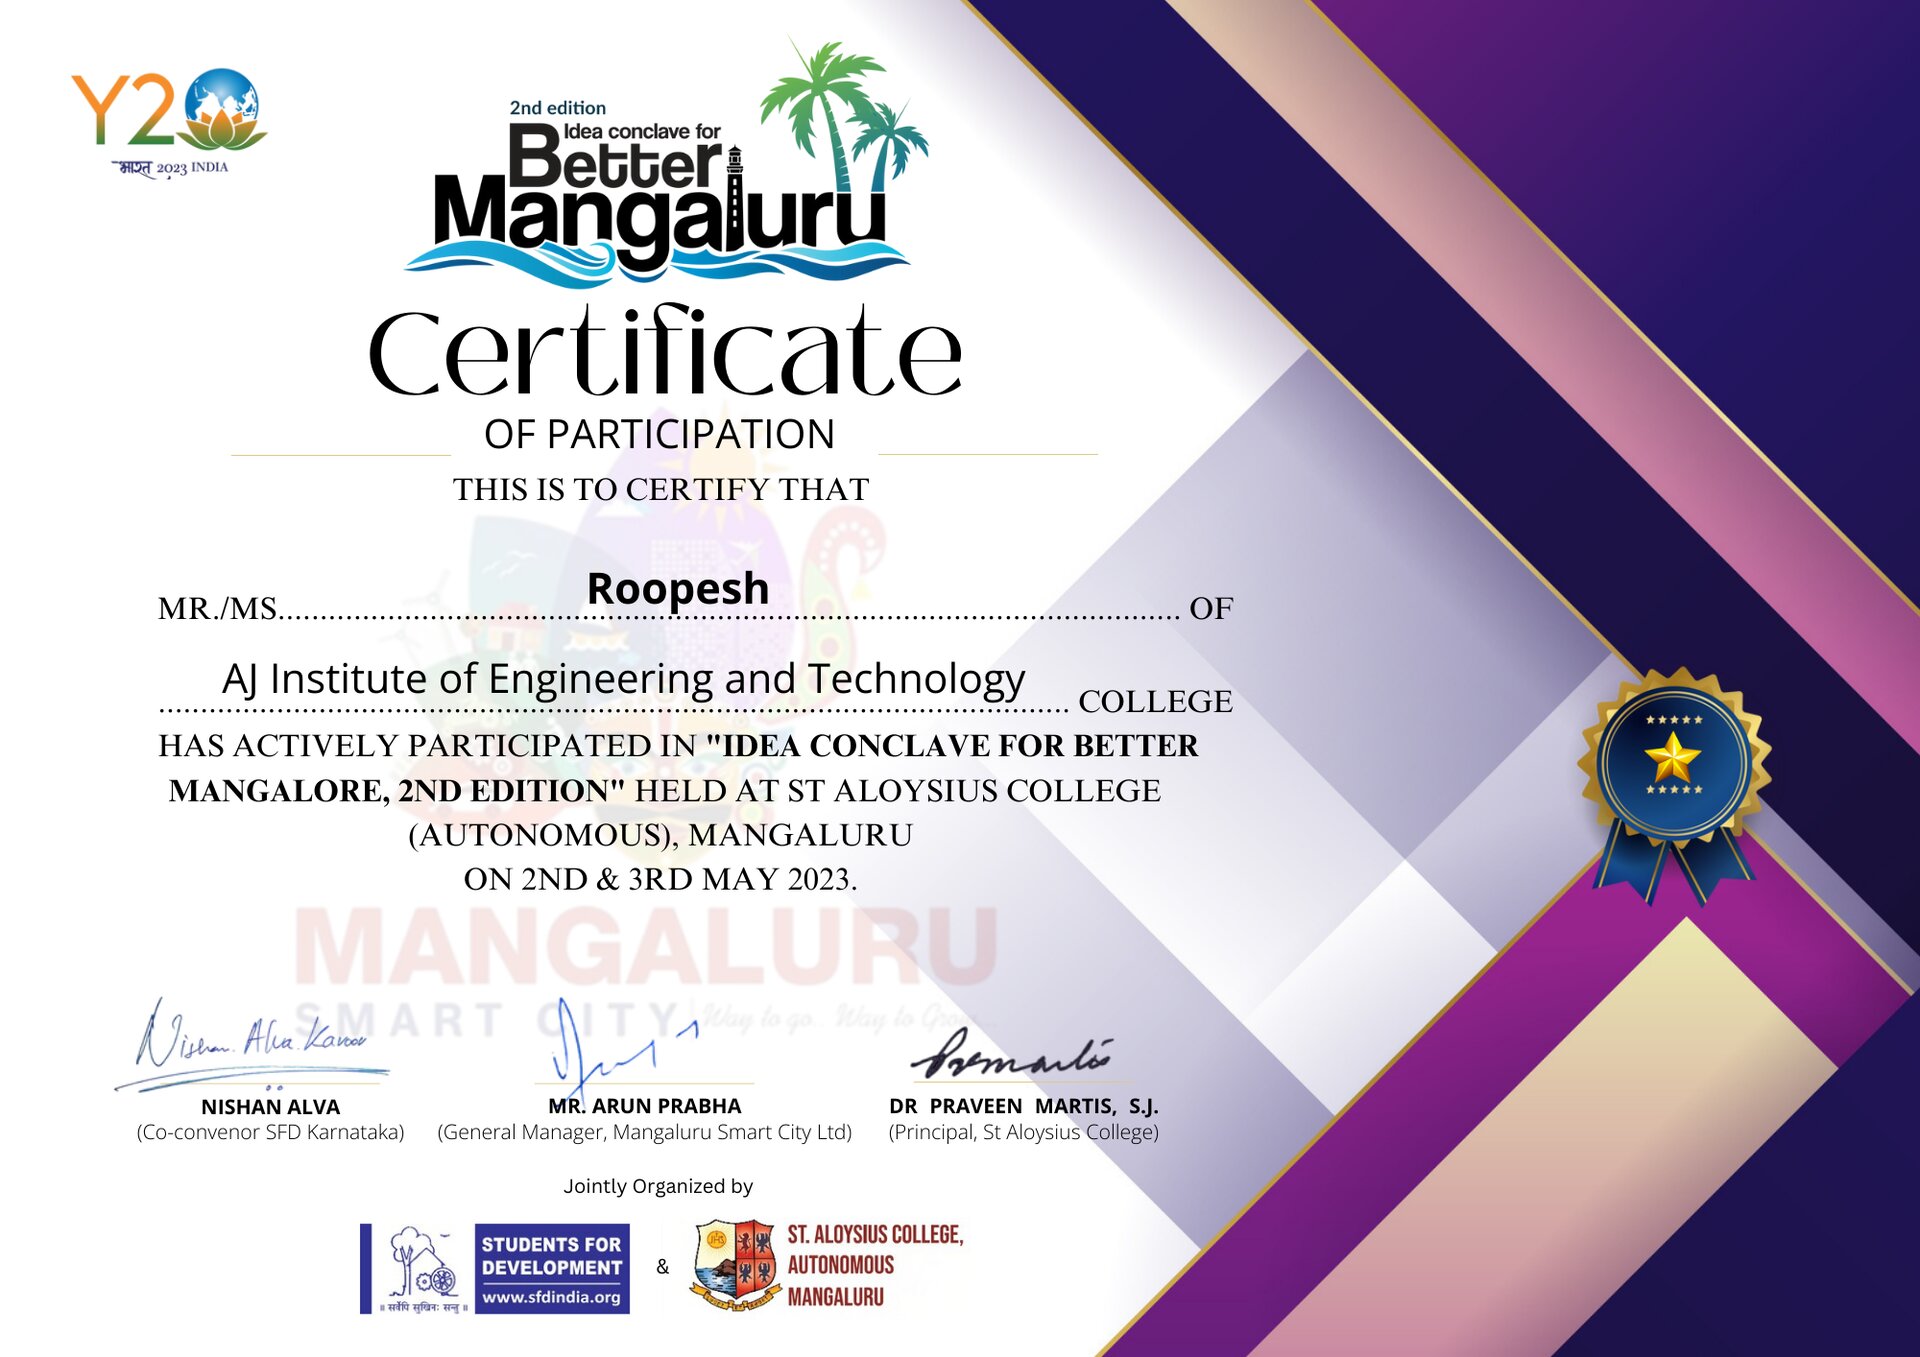 Y20
भारत 2023 INDIA
2nd edition
Idea conclave for
Better
Mangaluru
Certificate
OF PARTICIPATION
THIS IS TO CERTIFY THAT
Roopesh
MR./MS............................................................................................................ OF
AJ Institute of Engineering and Technology
............................................................................................................. COLLEGE
HAS ACTIVELY PARTICIPATED IN "IDEA CONCLAVE FOR BETTER
MANGALORE, 2ND EDITION" HELD AT ST ALOYSIUS COLLEGE
(AUTONOMOUS), MANGALURU
ON 2ND & 3RD MAY 2023.
MANGALURU
SMART CITY Way to go.. Way to Grow...
Nishan Alva Karoor
Premartis
NISHAN ALVA
(Co-convenor SFD Karnataka)
MR. ARUN PRABHA
(General Manager, Mangaluru Smart City Ltd)
DR PRAVEEN MARTIS, S.J.
(Principal, St Aloysius College)
Jointly Organized by
॥ सर्वेपि सुखिनः सन्तु ॥
STUDENTS FOR
DEVELOPMENT
www.sfdindia.org
&
ST. ALOYSIUS COLLEGE,
AUTONOMOUS
MANGALURU